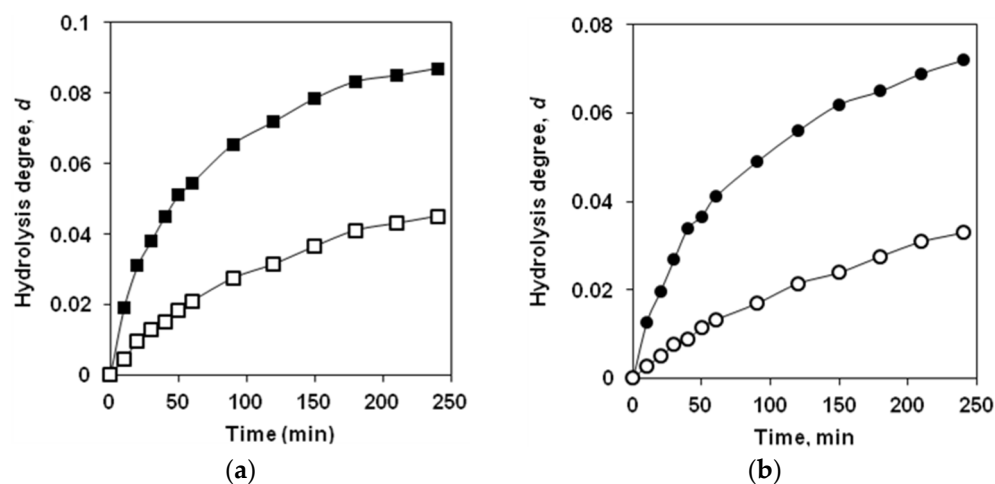 0.1
0.08
0.06
0.04
0.02
0
0 50 100 150 200 250
Hydrolysis degree, d
Time (min)
(a)
0.08
0.06
0.04
0.02
0
0 50 100 150 200 250
Hydrolysis degree, d
Time, min
(b)